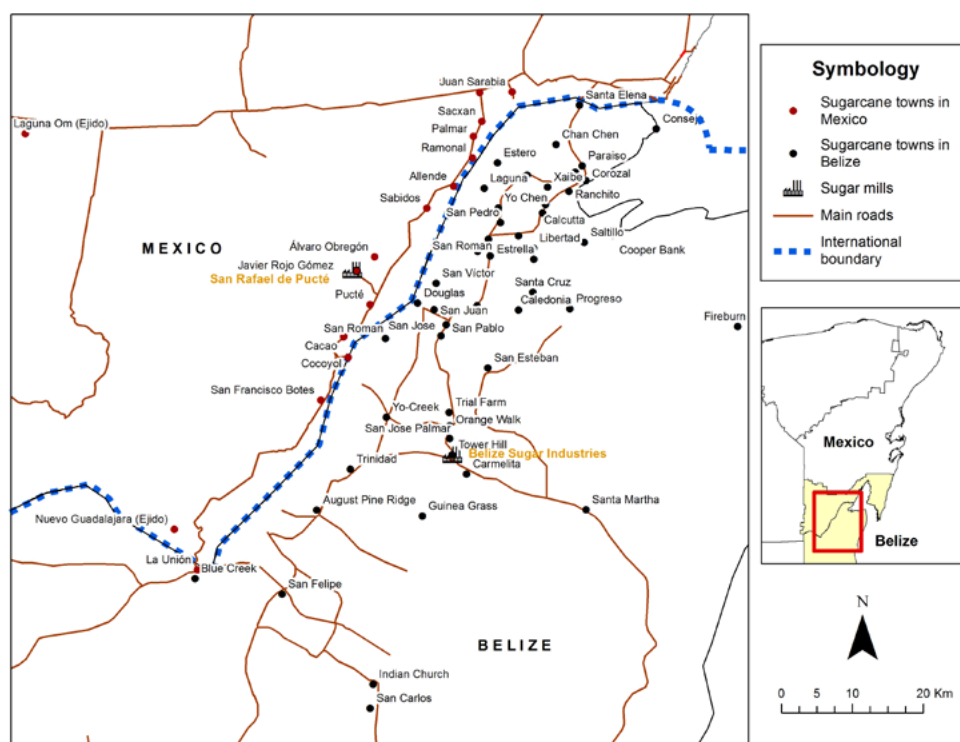 Juan Sarabia
Santa Elena
Sacxan
Laguna Om (Ejido)
Consejo
Palmar
Chan Chen
Ramonal
Estero
Paraiso
Allende
Laguna
Xaibe
Corozal
Sabidos
Yo Chen
Ranchito
San Pedro
Calcutta
Saltillo
MEXICO
Álvaro Obregón
San Roman
Estrella
Libertad
Cooper Bank
Javier Rojo Gómez
San Rafael de Pucté
San Víctor
Santa Cruz
Pucté
Douglas
Caledonia
Progreso
San Juan
Fireburn
San Roman
San Jose
San Pablo
Cacao
Cocoyol
San Esteban
San Francisco Botes
Yo-Creek
Trial Farm
San Jose Palmar
Orange Walk
Tower Hill
Belize Sugar Industries
Trinidad
Carmelita
August Pine Ridge
Guinea Grass
Santa Martha
Nuevo Guadalajara (Ejido)
La Unión
Blue Creek
San Felipe
BELIZE
Indian Church
San Carlos
Symbology
Sugarcane towns in
Mexico
Sugarcane towns in
Belize
Sugar mills
Main roads
International
boundary
Mexico
Belize
N
0 5 10 20 Km